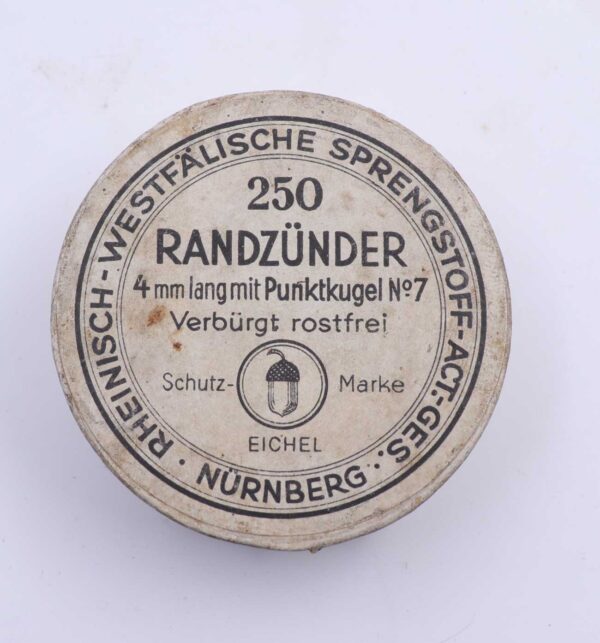 RHEINISCH-WESTFÄLISCHE SPRENGSTOFF-ACT.-GES.
250
RANDZÜNDER
4 mm lang mit Punktkugel Nº7
Verbürgt rostfrei
Schutz- Marke
EICHEL
NÜRNBERG